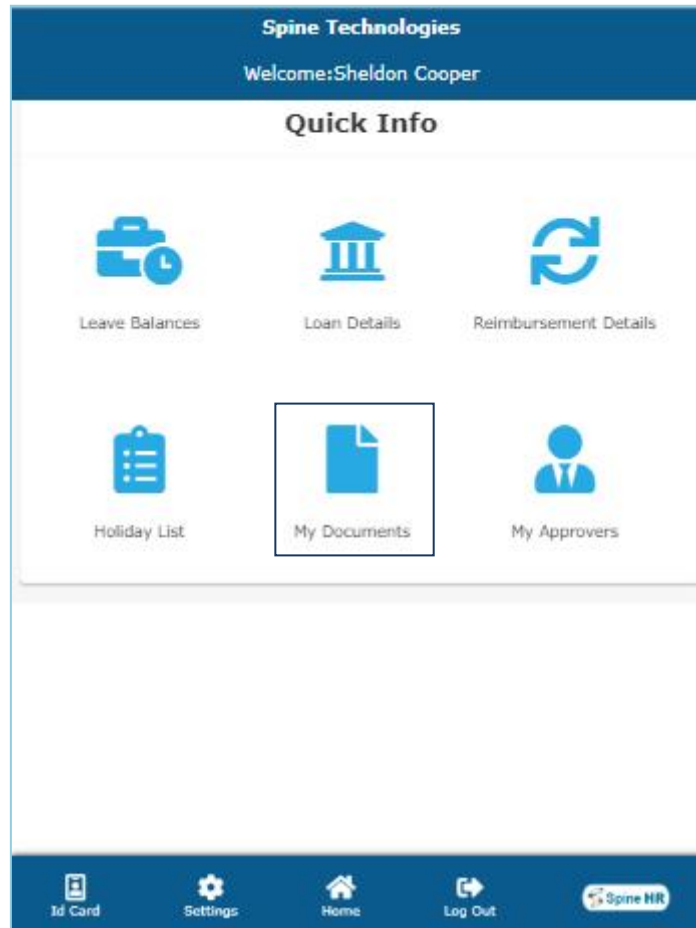 Spine Technologies
Welcome:Sheldon Cooper
Quick Info
Leave Balances
Loan Details
Reimbursement Details
Holiday List
My Documents
My Approvers
Id Card
Settings
Home
Log Out
Spine HR